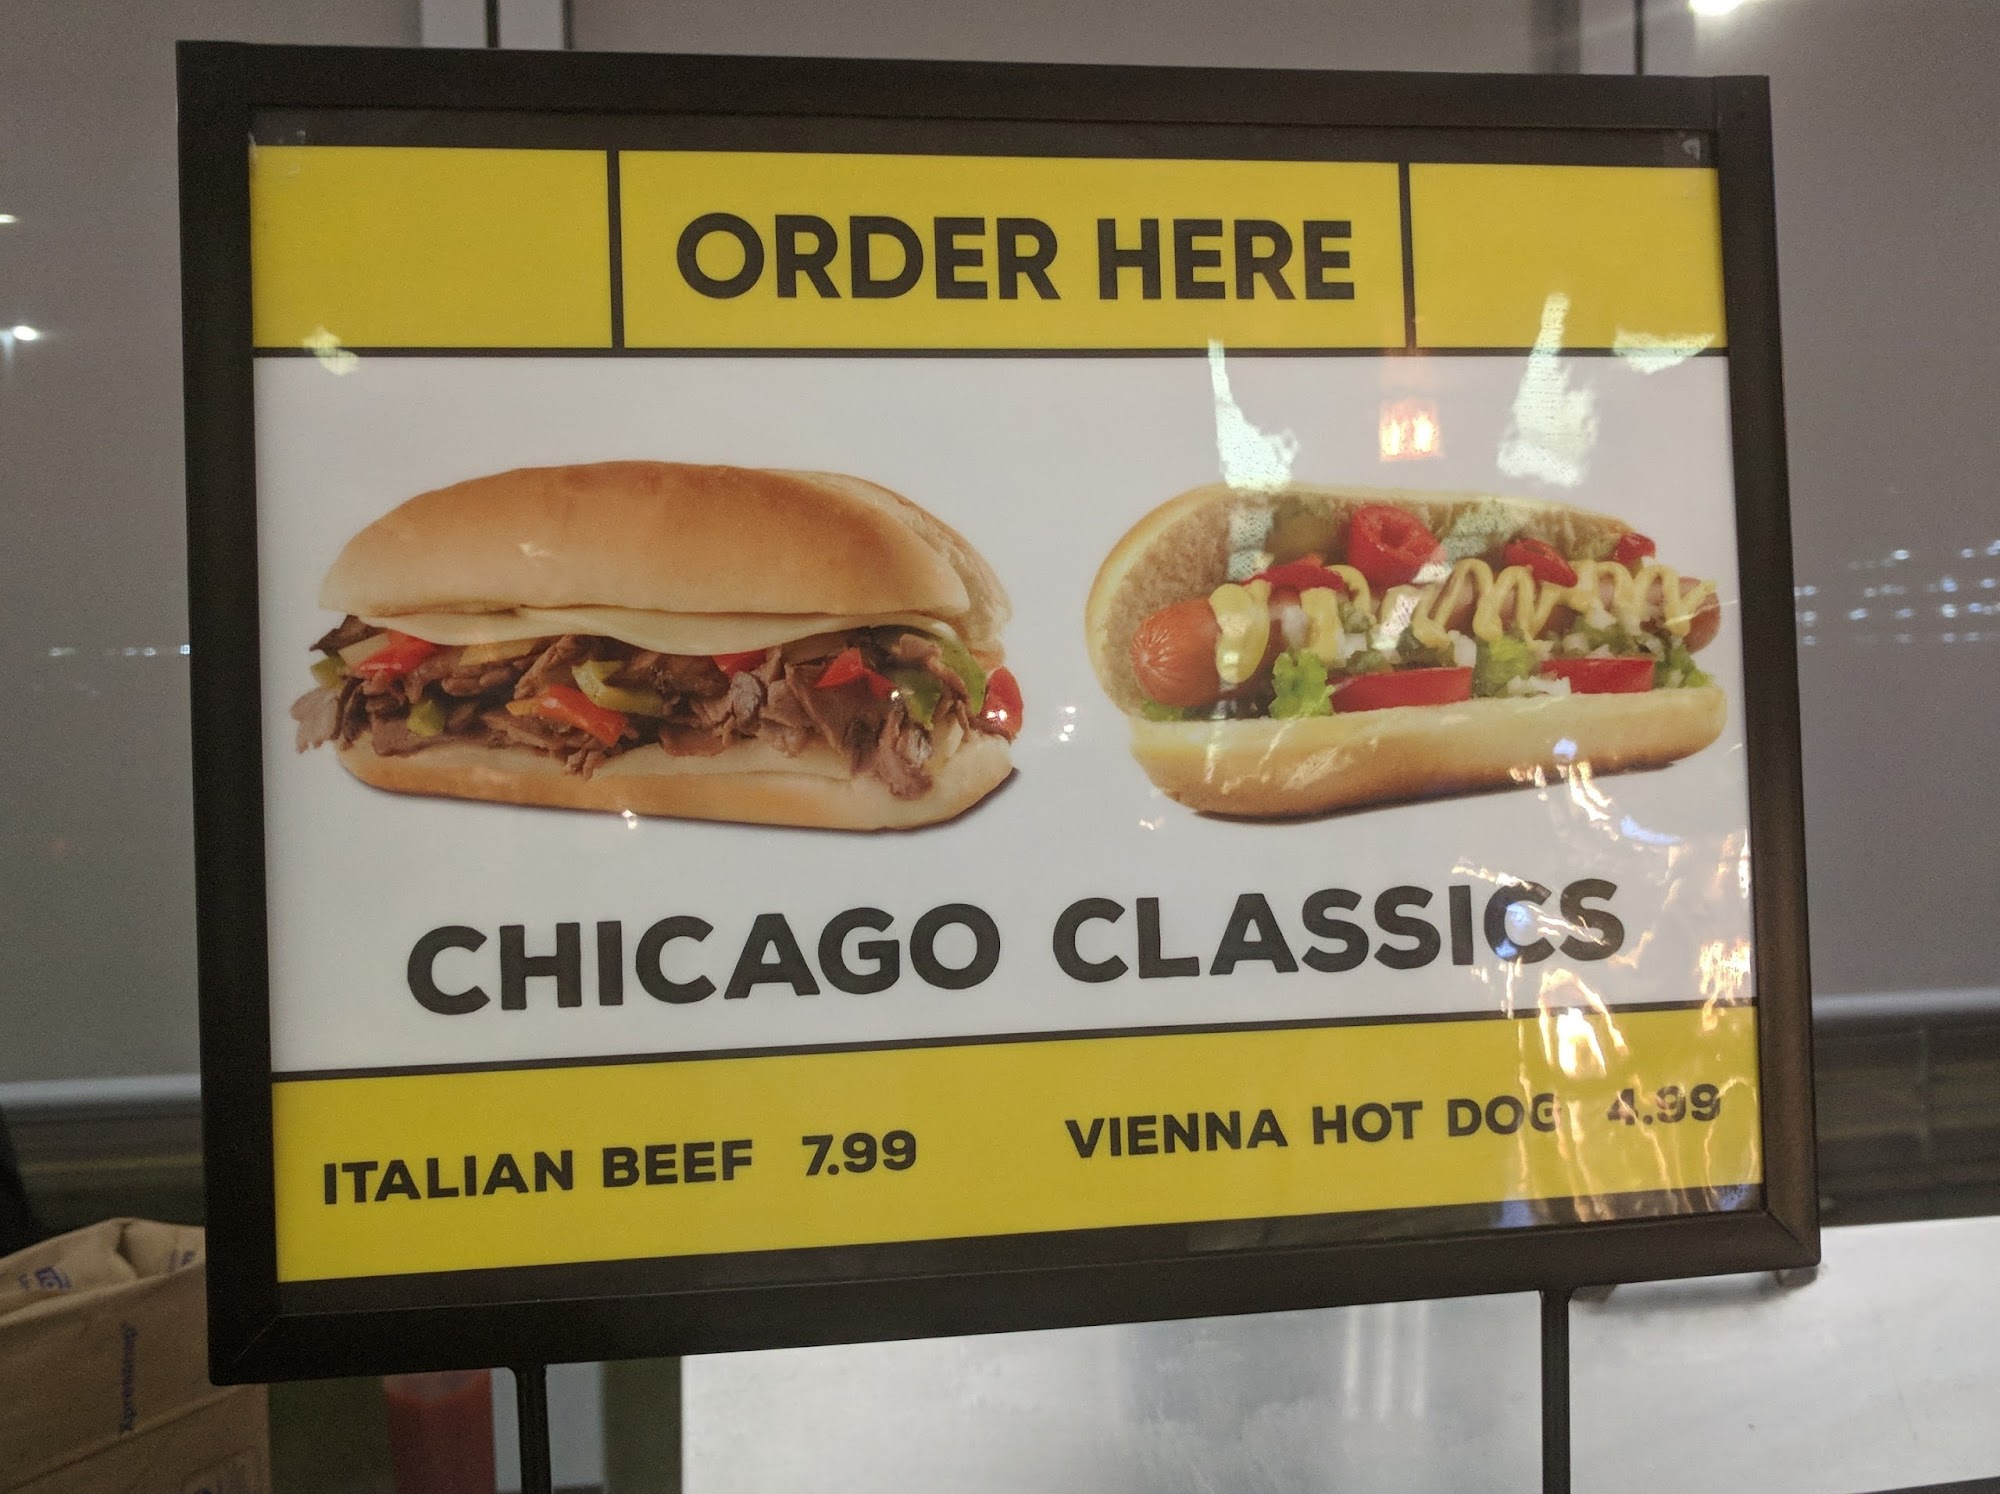 ORDER HERE
CHICAGO CLASSICS
ITALIAN BEEF 7.99
VIENNA HOT DOG 4.99